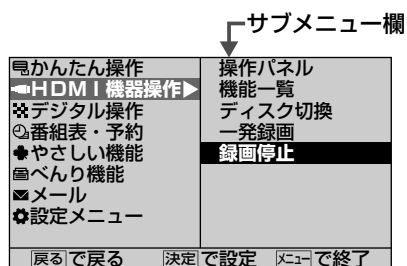 サブメニュー欄
かんたん操作
HDMI機器操作▶
デジタル操作
番組表・予約
やさしい機能
べんり機能
メール
設定メニュー
操作パネル
機能一覧
ディスク切換
一発録画
録画停止
戻るで戻る 決定で設定 メニューで終了